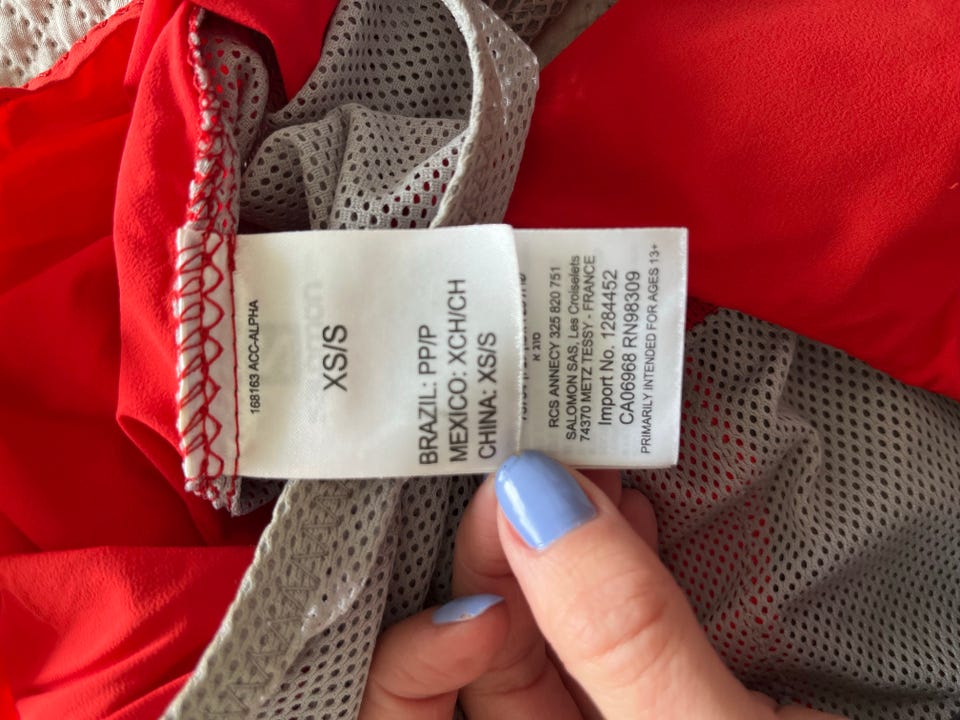 168163 ACC-ALPHA
XS/S
BRAZIL: PP/P
MEXICO: XCH/CH
CHINA: XS/S
סוג א
RCS ANNECY 325 820 751
SALOMON SAS, Les Croiselets
74370 METZ TESSY - FRANCE
Import No. 1284452
CA06968 RN98309
PRIMARILY INTENDED FOR AGES 13+